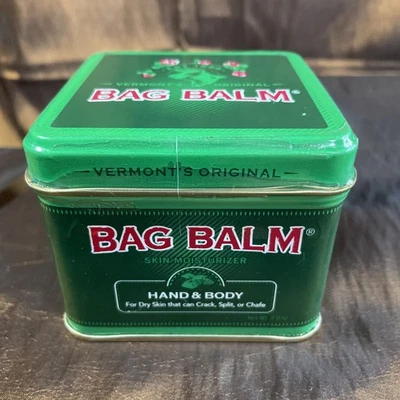 VERMONT'S ORIGINAL
BAG BALM®
VERMONT'S ORIGINAL
BAG BALM®
SKIN MOISTURIZER
HAND & BODY
For Dry Skin that can Crack, Split, or Chafe